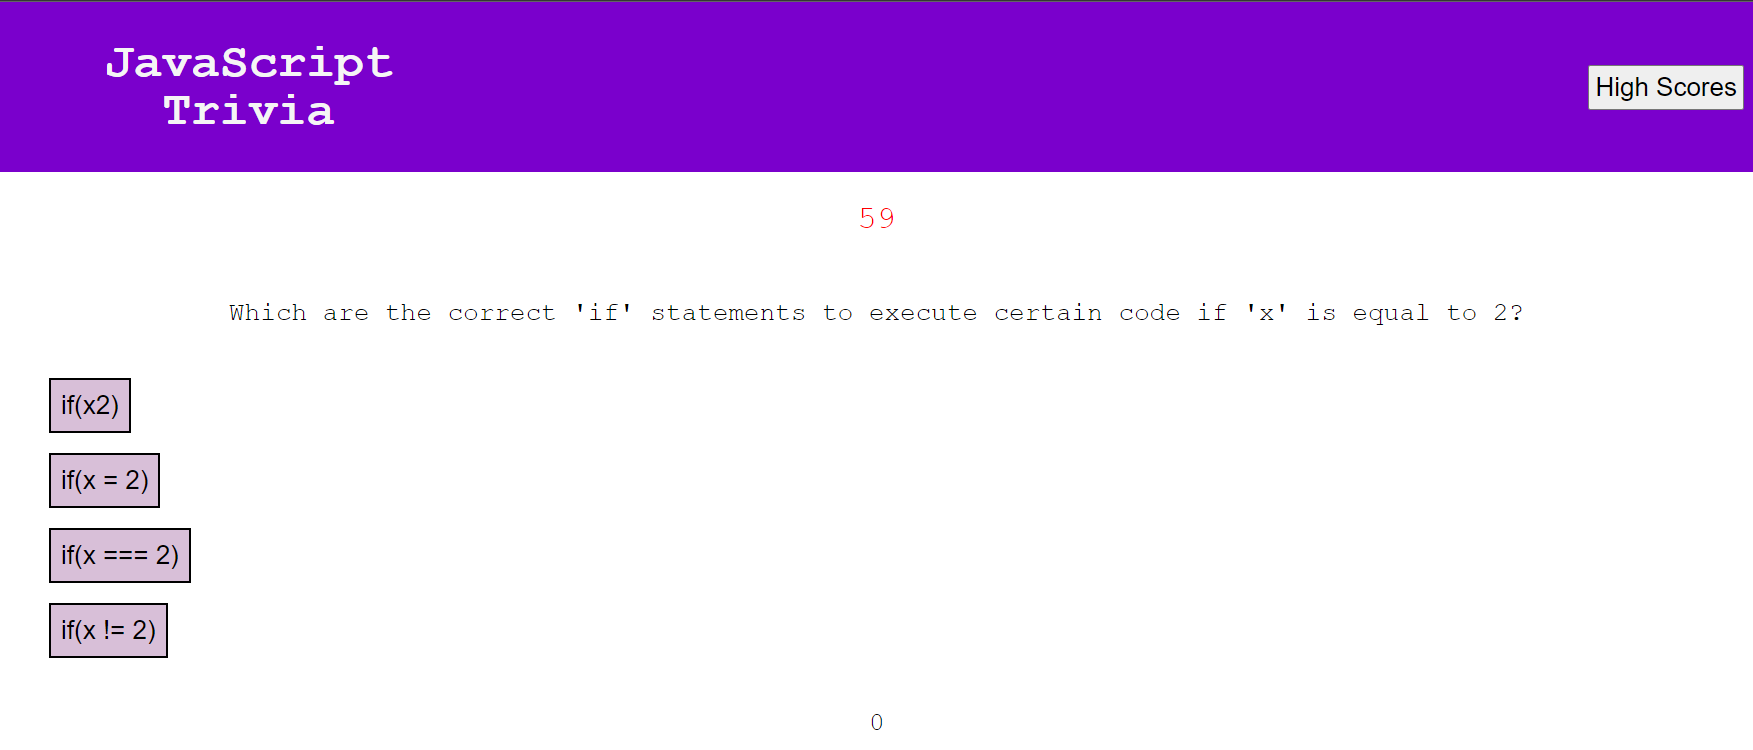 JavaScript
Trivia
High Scores
59
Which are the correct 'if' statements to execute certain code if 'x' is equal to 2?
if(x2)
if(x = 2)
if(x === 2)
if(x != 2)
0